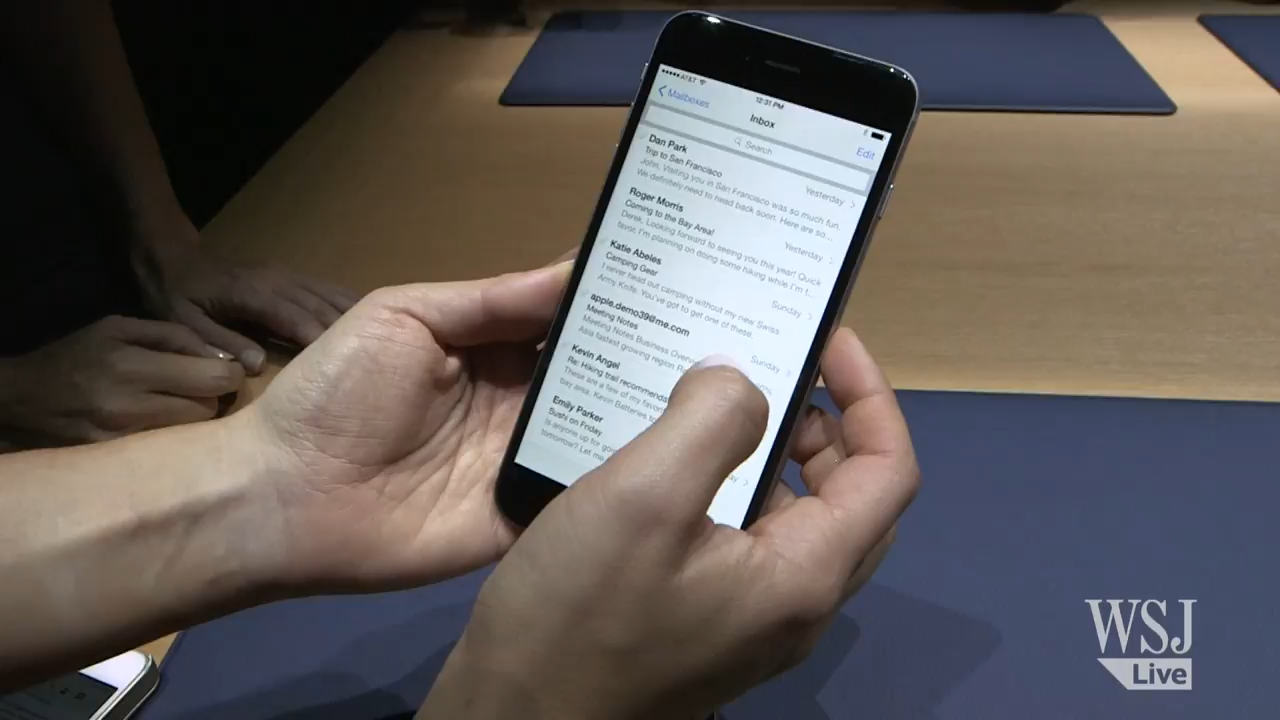 AT&T
12:31 PM
Mailboxes
Inbox
Edit
Search
Dan Park
Yesterday
Trip to San Francisco
John, Visiting you in San Francisco was so much fun.
We definitely need to head back soon. Here are so...
Roger Morris
Yesterday
Coming to the Bay Area!
Derek, Looking forward to seeing you this year! Quick
favor, I'm planning on doing some hiking while I'm t...
Katie Abeles
Sunday
Camping Gear
I never head out camping without my new Swiss
Army Knife. You've got to get one of these.
apple.demo39@me.com
Sunday
Meeting Notes
Meeting Notes Business Overv
Asia fastest growing region R
Kevin Angel
Re: Hiking trail recommenda
These are a few of my favorit
bay area. Kevin Batteries to
Emily Parker
Sushi on Friday
Is anyone up for goi
tomorrow? Let me
WSJ
Live